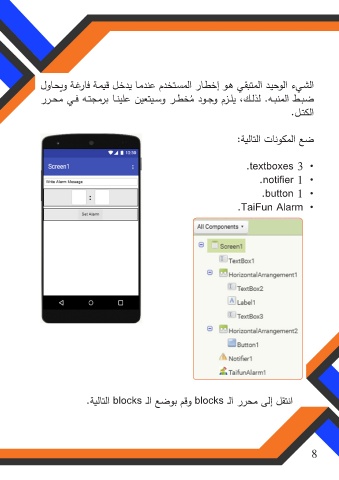 الشيء الوحيد المتبقي هو إخطار المستخدم عندما يدخل قيمة فارغة ويحاول
ضبط المنبه. لذلك، يلزم وجود مُخطر وسيتعين علينا برمجته في محرر
الكتل.
ضع المكونات التالية:
• 3 textboxes.
• 1 notifier.
• 1 button.
• TaiFun Alarm.
Screen1
Write Alarm Message
:
Set Alarm
All Components
Screen1
TextBox1
HorizontalArrangement1
TextBox2
Label1
TextBox3
HorizontalArrangement2
Button1
Notifier1
TaifunAlarm1
انتقل إلى محرر الـ blocks وقم بوضع الـ blocks التالية.
8